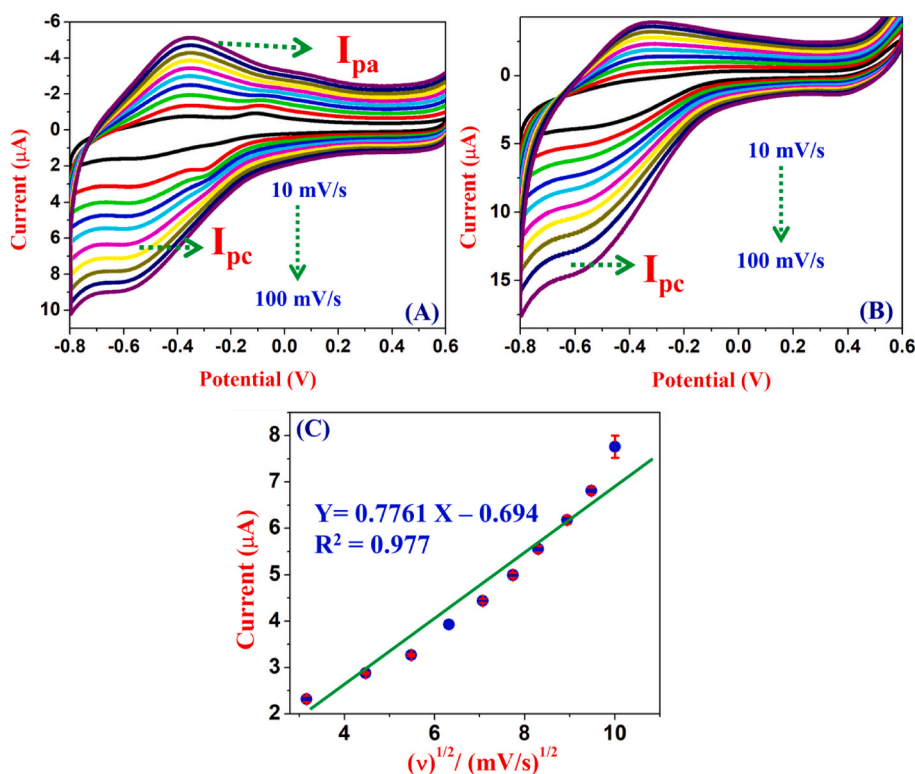 -6
-4
-2
0
2
4
6
8
10
Current (μA)
I pa
I pc
10 mV/s
100 mV/s
(A)
-0.8 -0.6 -0.4 -0.2 0.0 0.2 0.4 0.6
Potential (V)
0
5
10
15
Current (μA)
10 mV/s
100 mV/s
I pc
(B)
-0.8 -0.6 -0.4 -0.2 0.0 0.2 0.4 0.6
Potential (V)
(C)
8
7
6
5
4
3
2
Current (μA)
Y= 0.7761 X – 0.694
R² = 0.977
4 6 8 10
(ν)^1/2/ (mV/s)^1/2